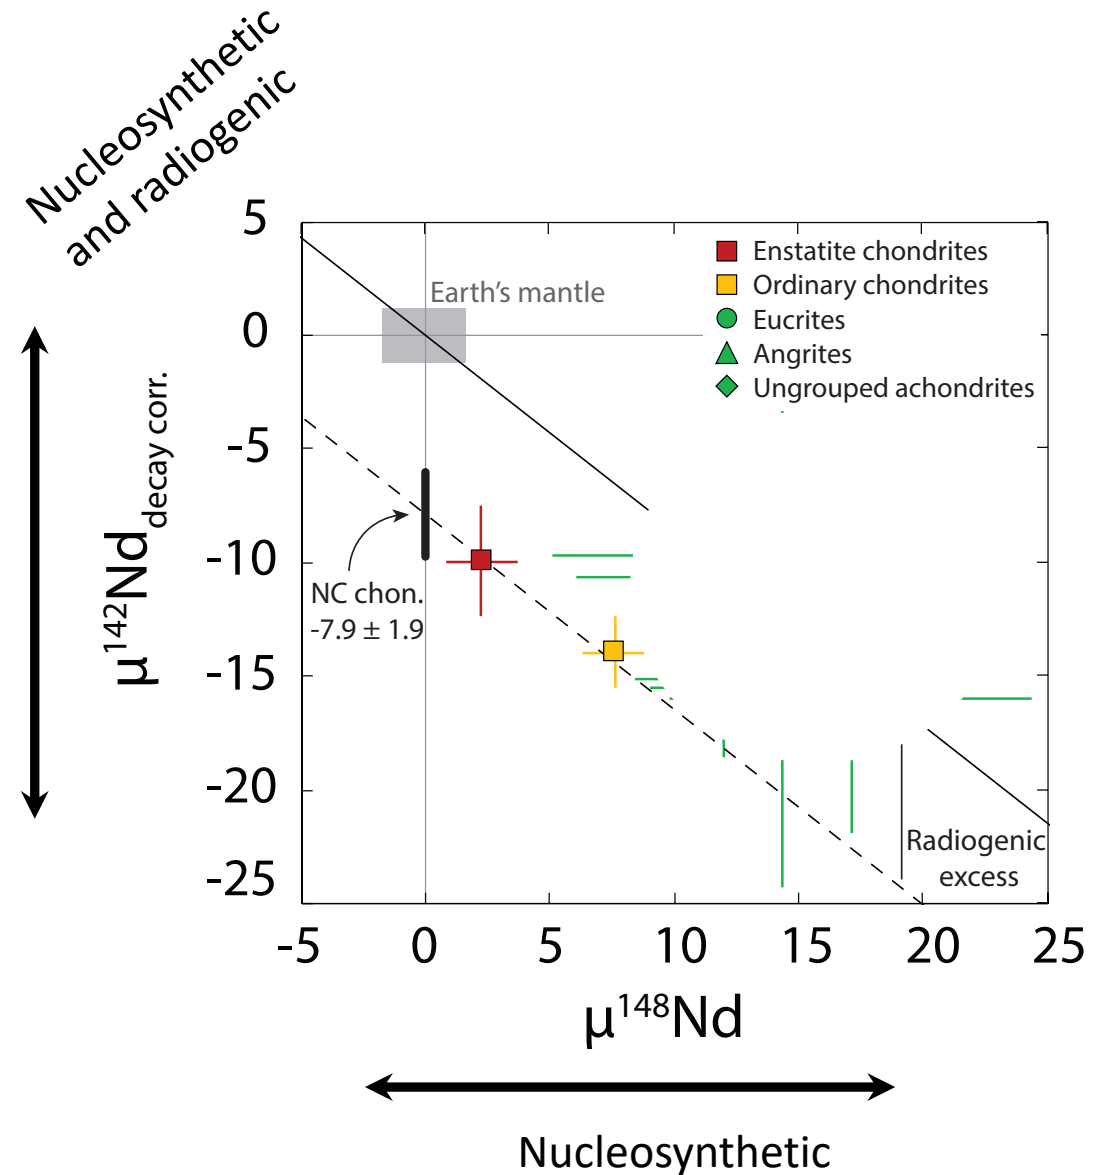 Nucleosynthetic
and radiogenic
5
0
-5
-10
-15
-20
-25
μ¹⁴²Nd decay corr.
Earth's mantle
Enstatite chondrites
Ordinary chondrites
Eucrites
Angrites
Ungrouped achondrites
NC chon.
-7.9 ± 1.9
Radiogenic
excess
-5 0 5 10 15 20 25
μ¹⁴⁸Nd
Nucleosynthetic